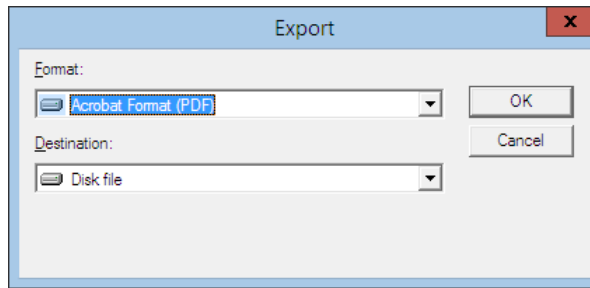 Export
x
Format:
Acrobat Format (PDF)
OK
Destination:
Cancel
Disk file